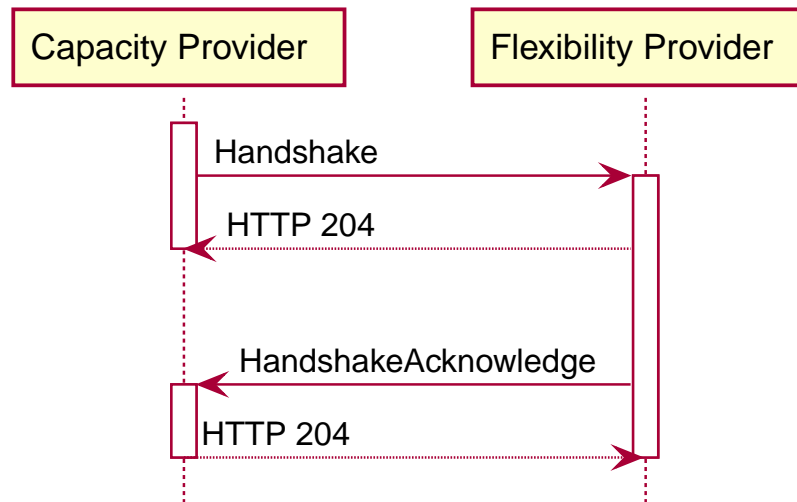 Capacity Provider
Flexibility Provider
Handshake
HTTP 204
HandshakeAcknowledge
HTTP 204